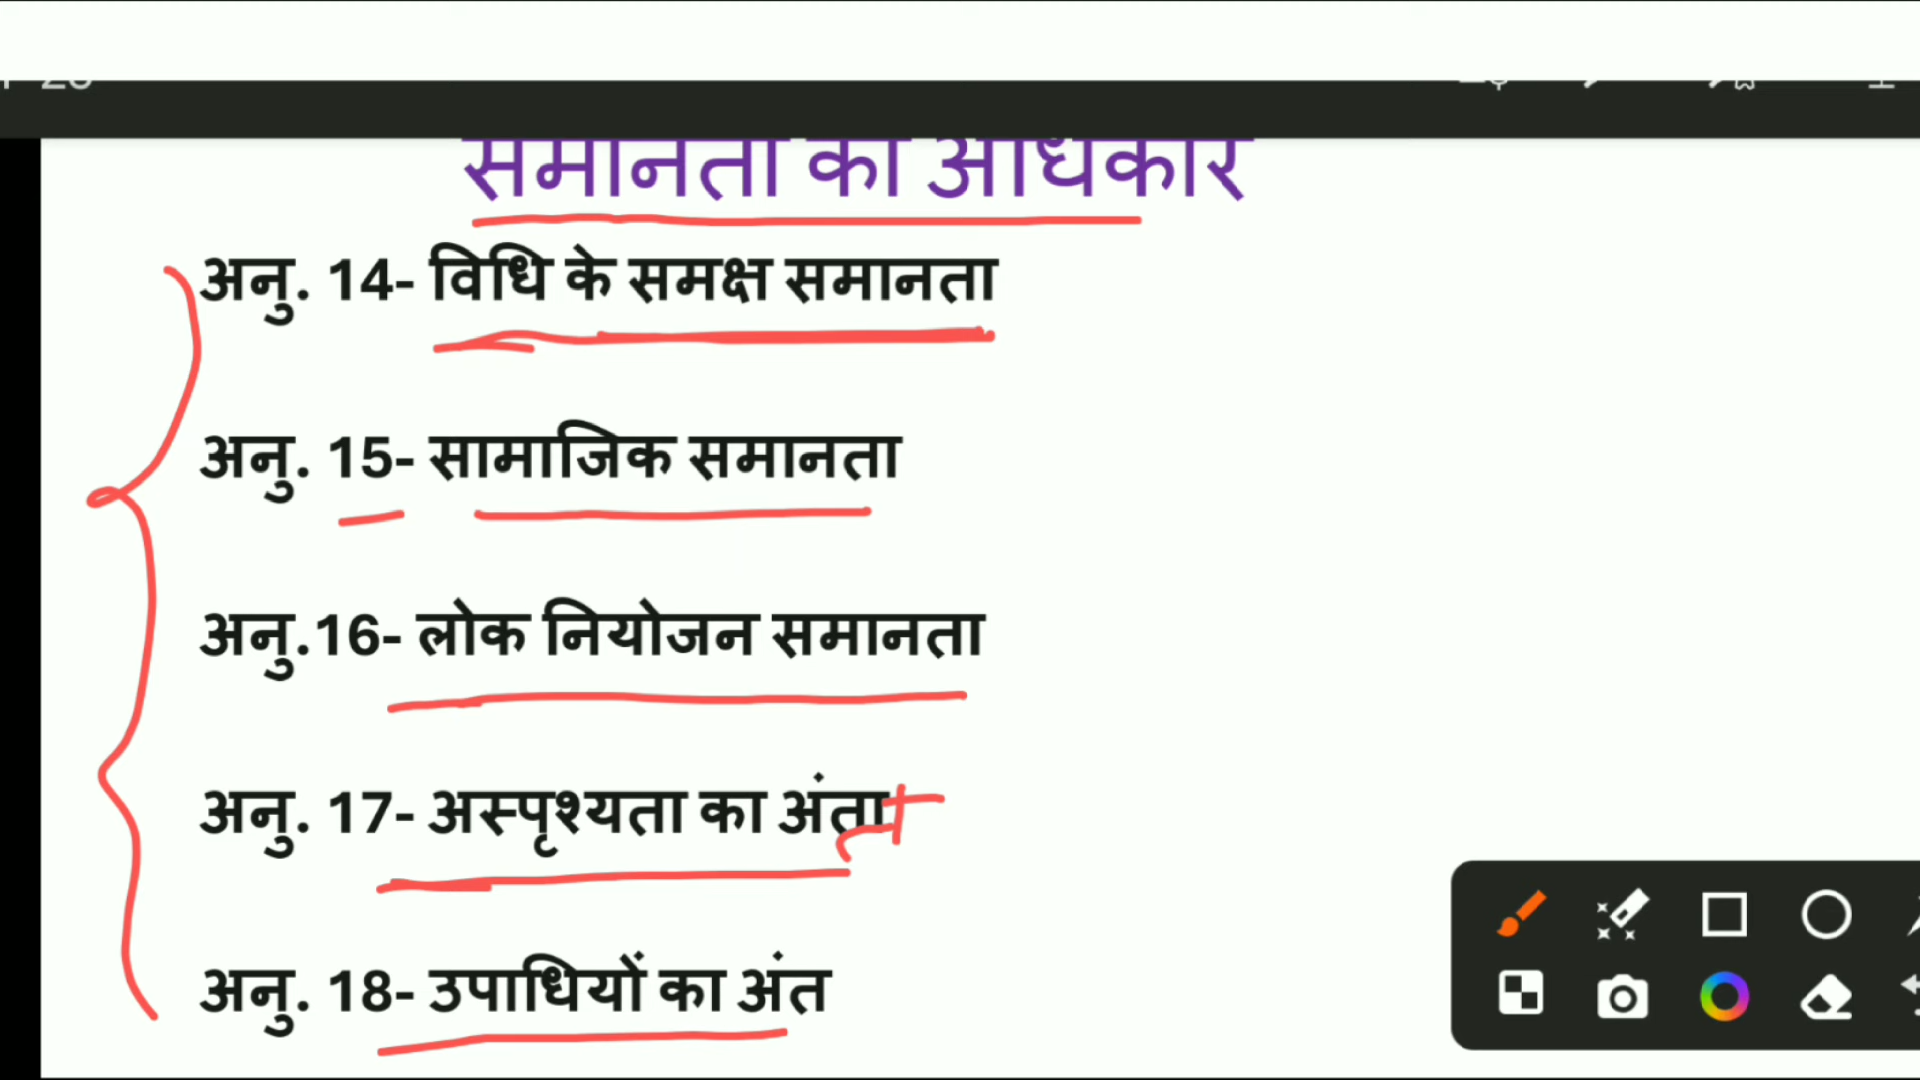 समानता का अधिकार
अनु. 14- विधि के समक्ष समानता
अनु. 15- सामाजिक समानता
अनु.16- लोक नियोजन समानता
अनु. 17- अस्पृश्यता का अंता
अनु. 18- उपाधियों का अंत